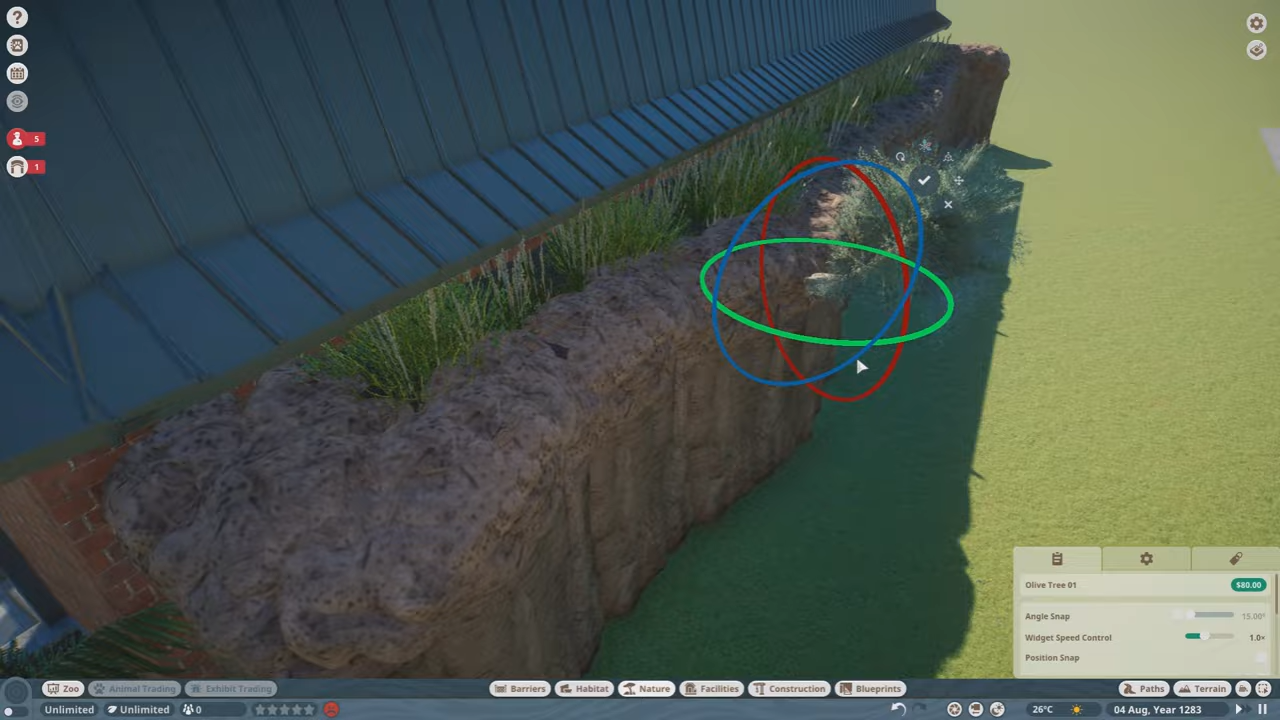 ?
5
1
Olive Tree 01 $80.00
Angle Snap 15.00°
Widget Speed Control 1.0×
Position Snap
Zoo Animal Trading Exhibit Trading Barriers Habitat Nature Facilities Construction Blueprints Paths Terrain
Unlimited Unlimited 0 26°C 04 Aug, Year 1283